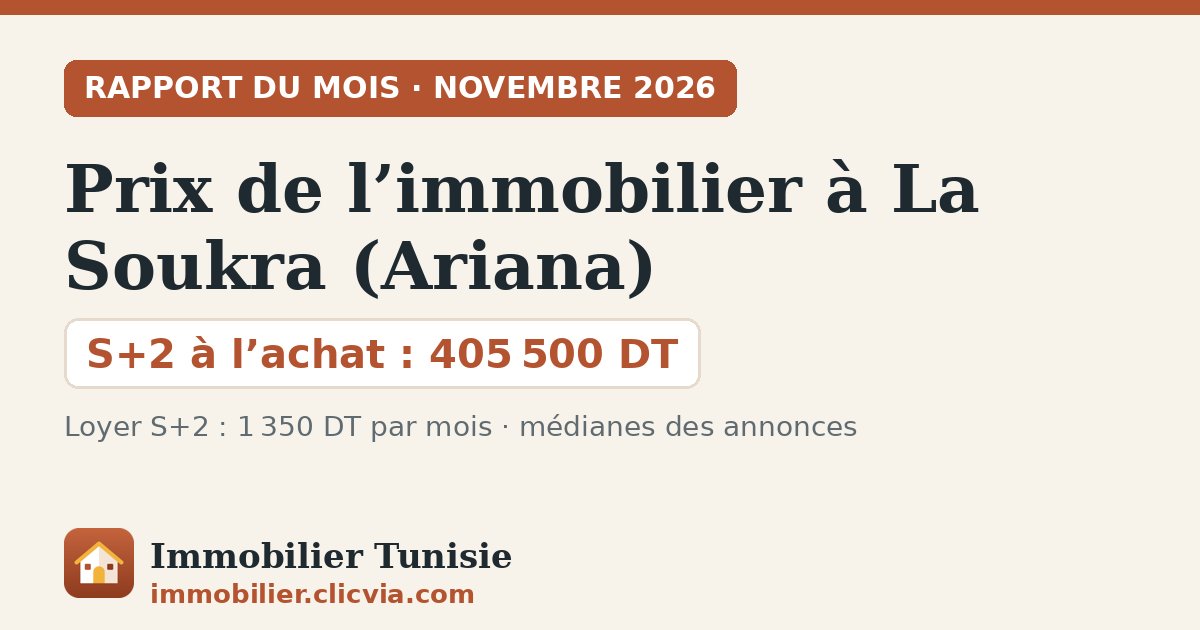 RAPPORT DU MOIS · NOVEMBRE 2026
Prix de l’immobilier à La
Soukra (Ariana)
S+2 à l’achat : 405 500 DT
Loyer S+2 : 1 350 DT par mois · médianes des annonces
Immobilier Tunisie
immobilier.clicvia.com